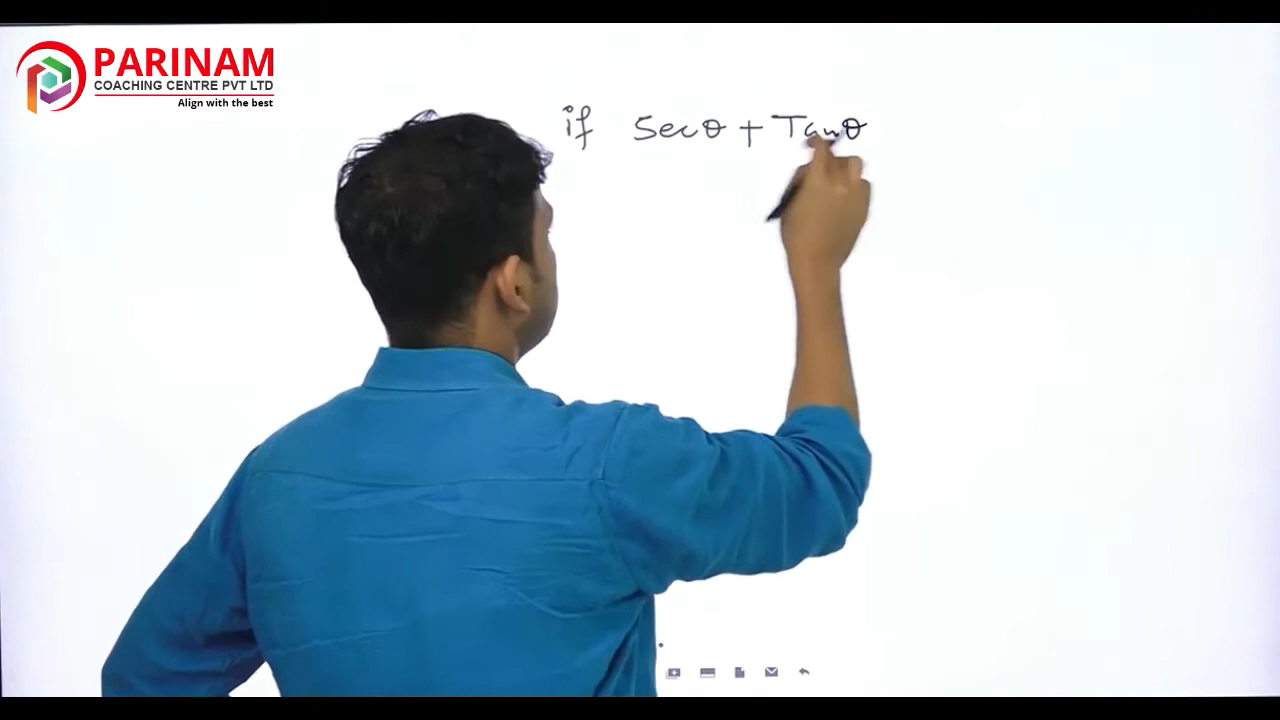 PARINAM
COACHING CENTRE PVT LTD
Align with the best
if Secθ + Tanθ